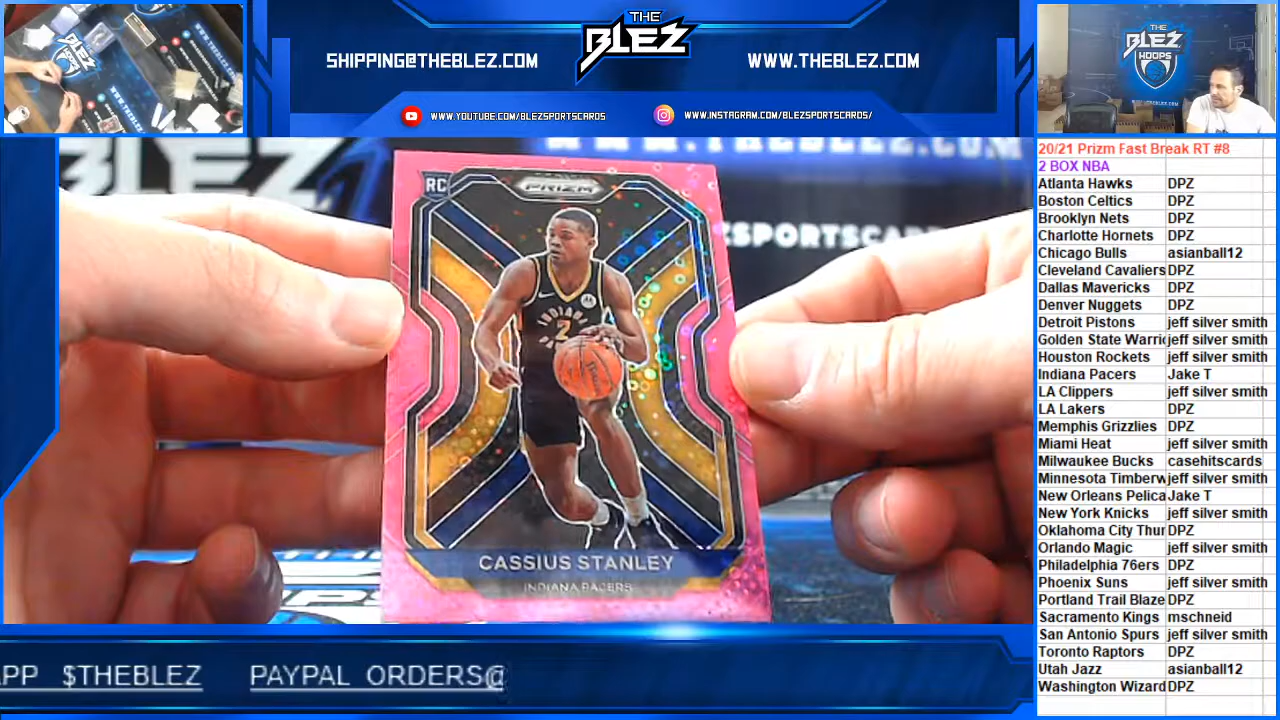 THE
BLEZ
SHIPPING@THEBLEZ.COM
WWW.THEBLEZ.COM
WWW.YOUTUBE.COM/BLEZSPORTSCARDS
WWW.INSTAGRAM.COM/BLEZSPORTSCARDS/
THE
BLEZ
HOOPS
RC
PRIZM
INDIANA
2
CASSIUS STANLEY
INDIANA PACERS
20/21 Prizm Fast Break RT #8
2 BOX NBA
Atlanta Hawks DPZ
Boston Celtics DPZ
Brooklyn Nets DPZ
Charlotte Hornets DPZ
Chicago Bulls asianball12
Cleveland Cavaliers DPZ
Dallas Mavericks DPZ
Denver Nuggets DPZ
Detroit Pistons jeff silver smith
Golden State Warri jeff silver smith
Houston Rockets jeff silver smith
Indiana Pacers Jake T
LA Clippers jeff silver smith
LA Lakers DPZ
Memphis Grizzlies DPZ
Miami Heat jeff silver smith
Milwaukee Bucks casehitscards
Minnesota Timberw jeff silver smith
New Orleans Pelica Jake T
New York Knicks jeff silver smith
Oklahoma City Thu DPZ
Orlando Magic jeff silver smith
Philadelphia 76ers DPZ
Phoenix Suns jeff silver smith
Portland Trail Blaze DPZ
Sacramento Kings mschneid
San Antonio Spurs jeff silver smith
Toronto Raptors DPZ
Utah Jazz asianball12
Washington Wizard DPZ
PP $THEBLEZ PAYPAL ORDERS@